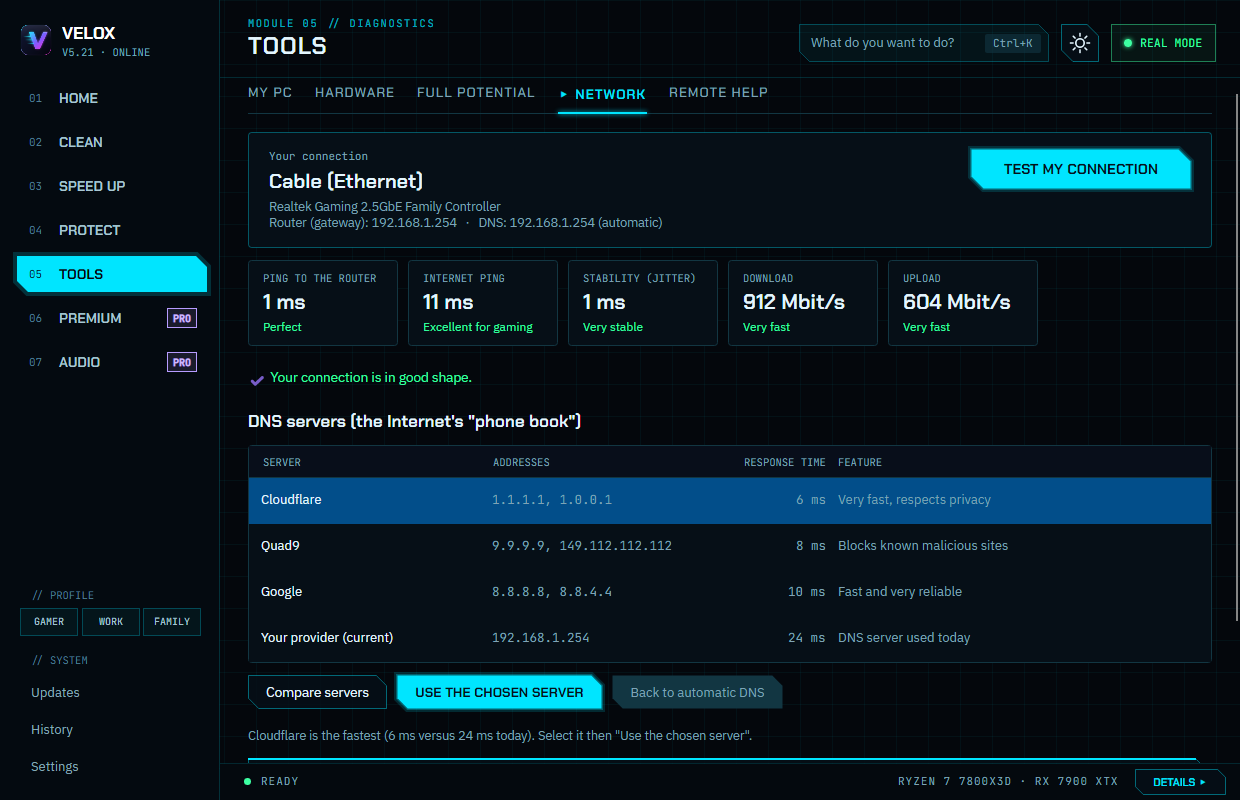 VELOX
V5.21 · ONLINE
01 HOME
02 CLEAN
03 SPEED UP
04 PROTECT
05 TOOLS
06 PREMIUM PRO
07 AUDIO PRO
// PROFILE
GAMER WORK FAMILY
// SYSTEM
Updates
History
Settings
MODULE 05 // DIAGNOSTICS
TOOLS
What do you want to do? Ctrl+K
REAL MODE
MY PC HARDWARE FULL POTENTIAL ▸ NETWORK REMOTE HELP
Your connection
Cable (Ethernet)
Realtek Gaming 2.5GbE Family Controller
Router (gateway): 192.168.1.254 · DNS: 192.168.1.254 (automatic)
TEST MY CONNECTION
PING TO THE ROUTER
1 ms
Perfect
INTERNET PING
11 ms
Excellent for gaming
STABILITY (JITTER)
1 ms
Very stable
DOWNLOAD
912 Mbit/s
Very fast
UPLOAD
604 Mbit/s
Very fast
Your connection is in good shape.
DNS servers (the Internet's "phone book")
SERVER ADDRESSES RESPONSE TIME FEATURE
Cloudflare 1.1.1.1, 1.0.0.1 6 ms Very fast, respects privacy
Quad9 9.9.9.9, 149.112.112.112 8 ms Blocks known malicious sites
Google 8.8.8.8, 8.8.4.4 10 ms Fast and very reliable
Your provider (current) 192.168.1.254 24 ms DNS server used today
Compare servers USE THE CHOSEN SERVER Back to automatic DNS
Cloudflare is the fastest (6 ms versus 24 ms today). Select it then "Use the chosen server".
READY
RYZEN 7 7800X3D · RX 7900 XTX
DETAILS ▸